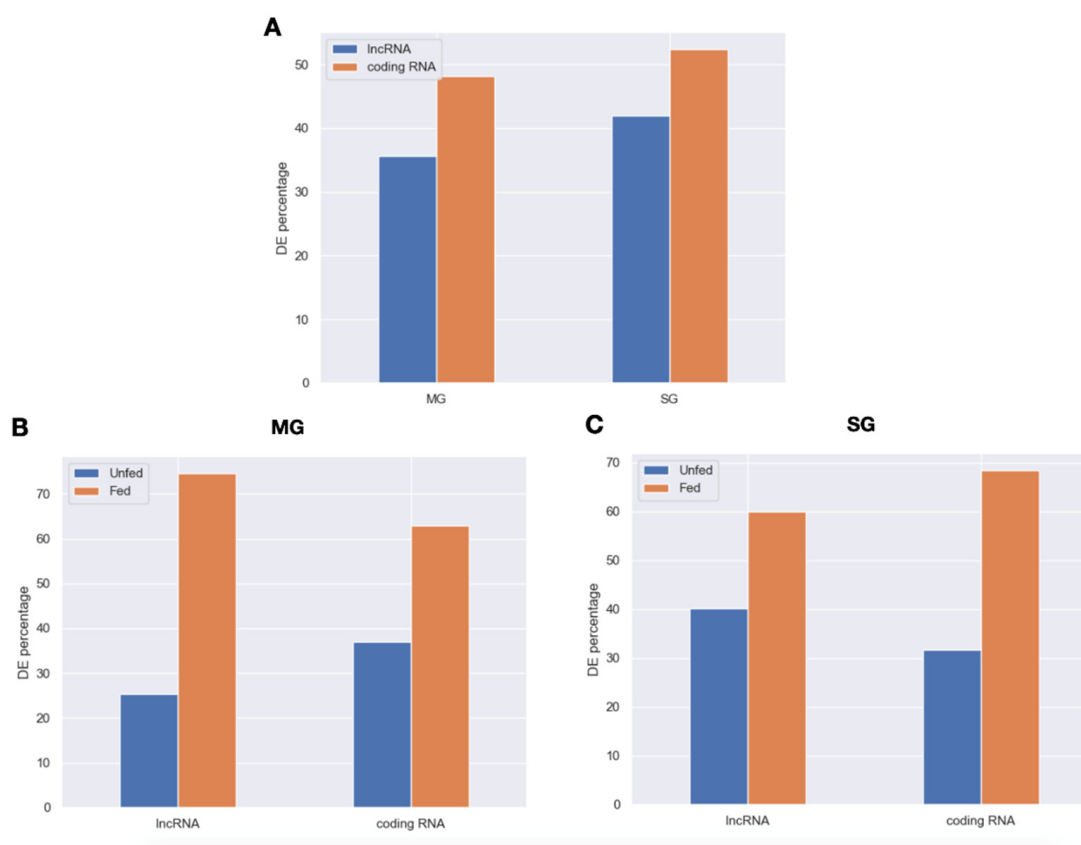 A
lncRNA
coding RNA
50
40
30
20
10
0
DE percentage
MG
SG
B
MG
Unfed
Fed
70
60
50
40
30
20
10
0
DE percentage
lncRNA
coding RNA
C
SG
Unfed
Fed
70
60
50
40
30
20
10
0
DE percentage
lncRNA
coding RNA